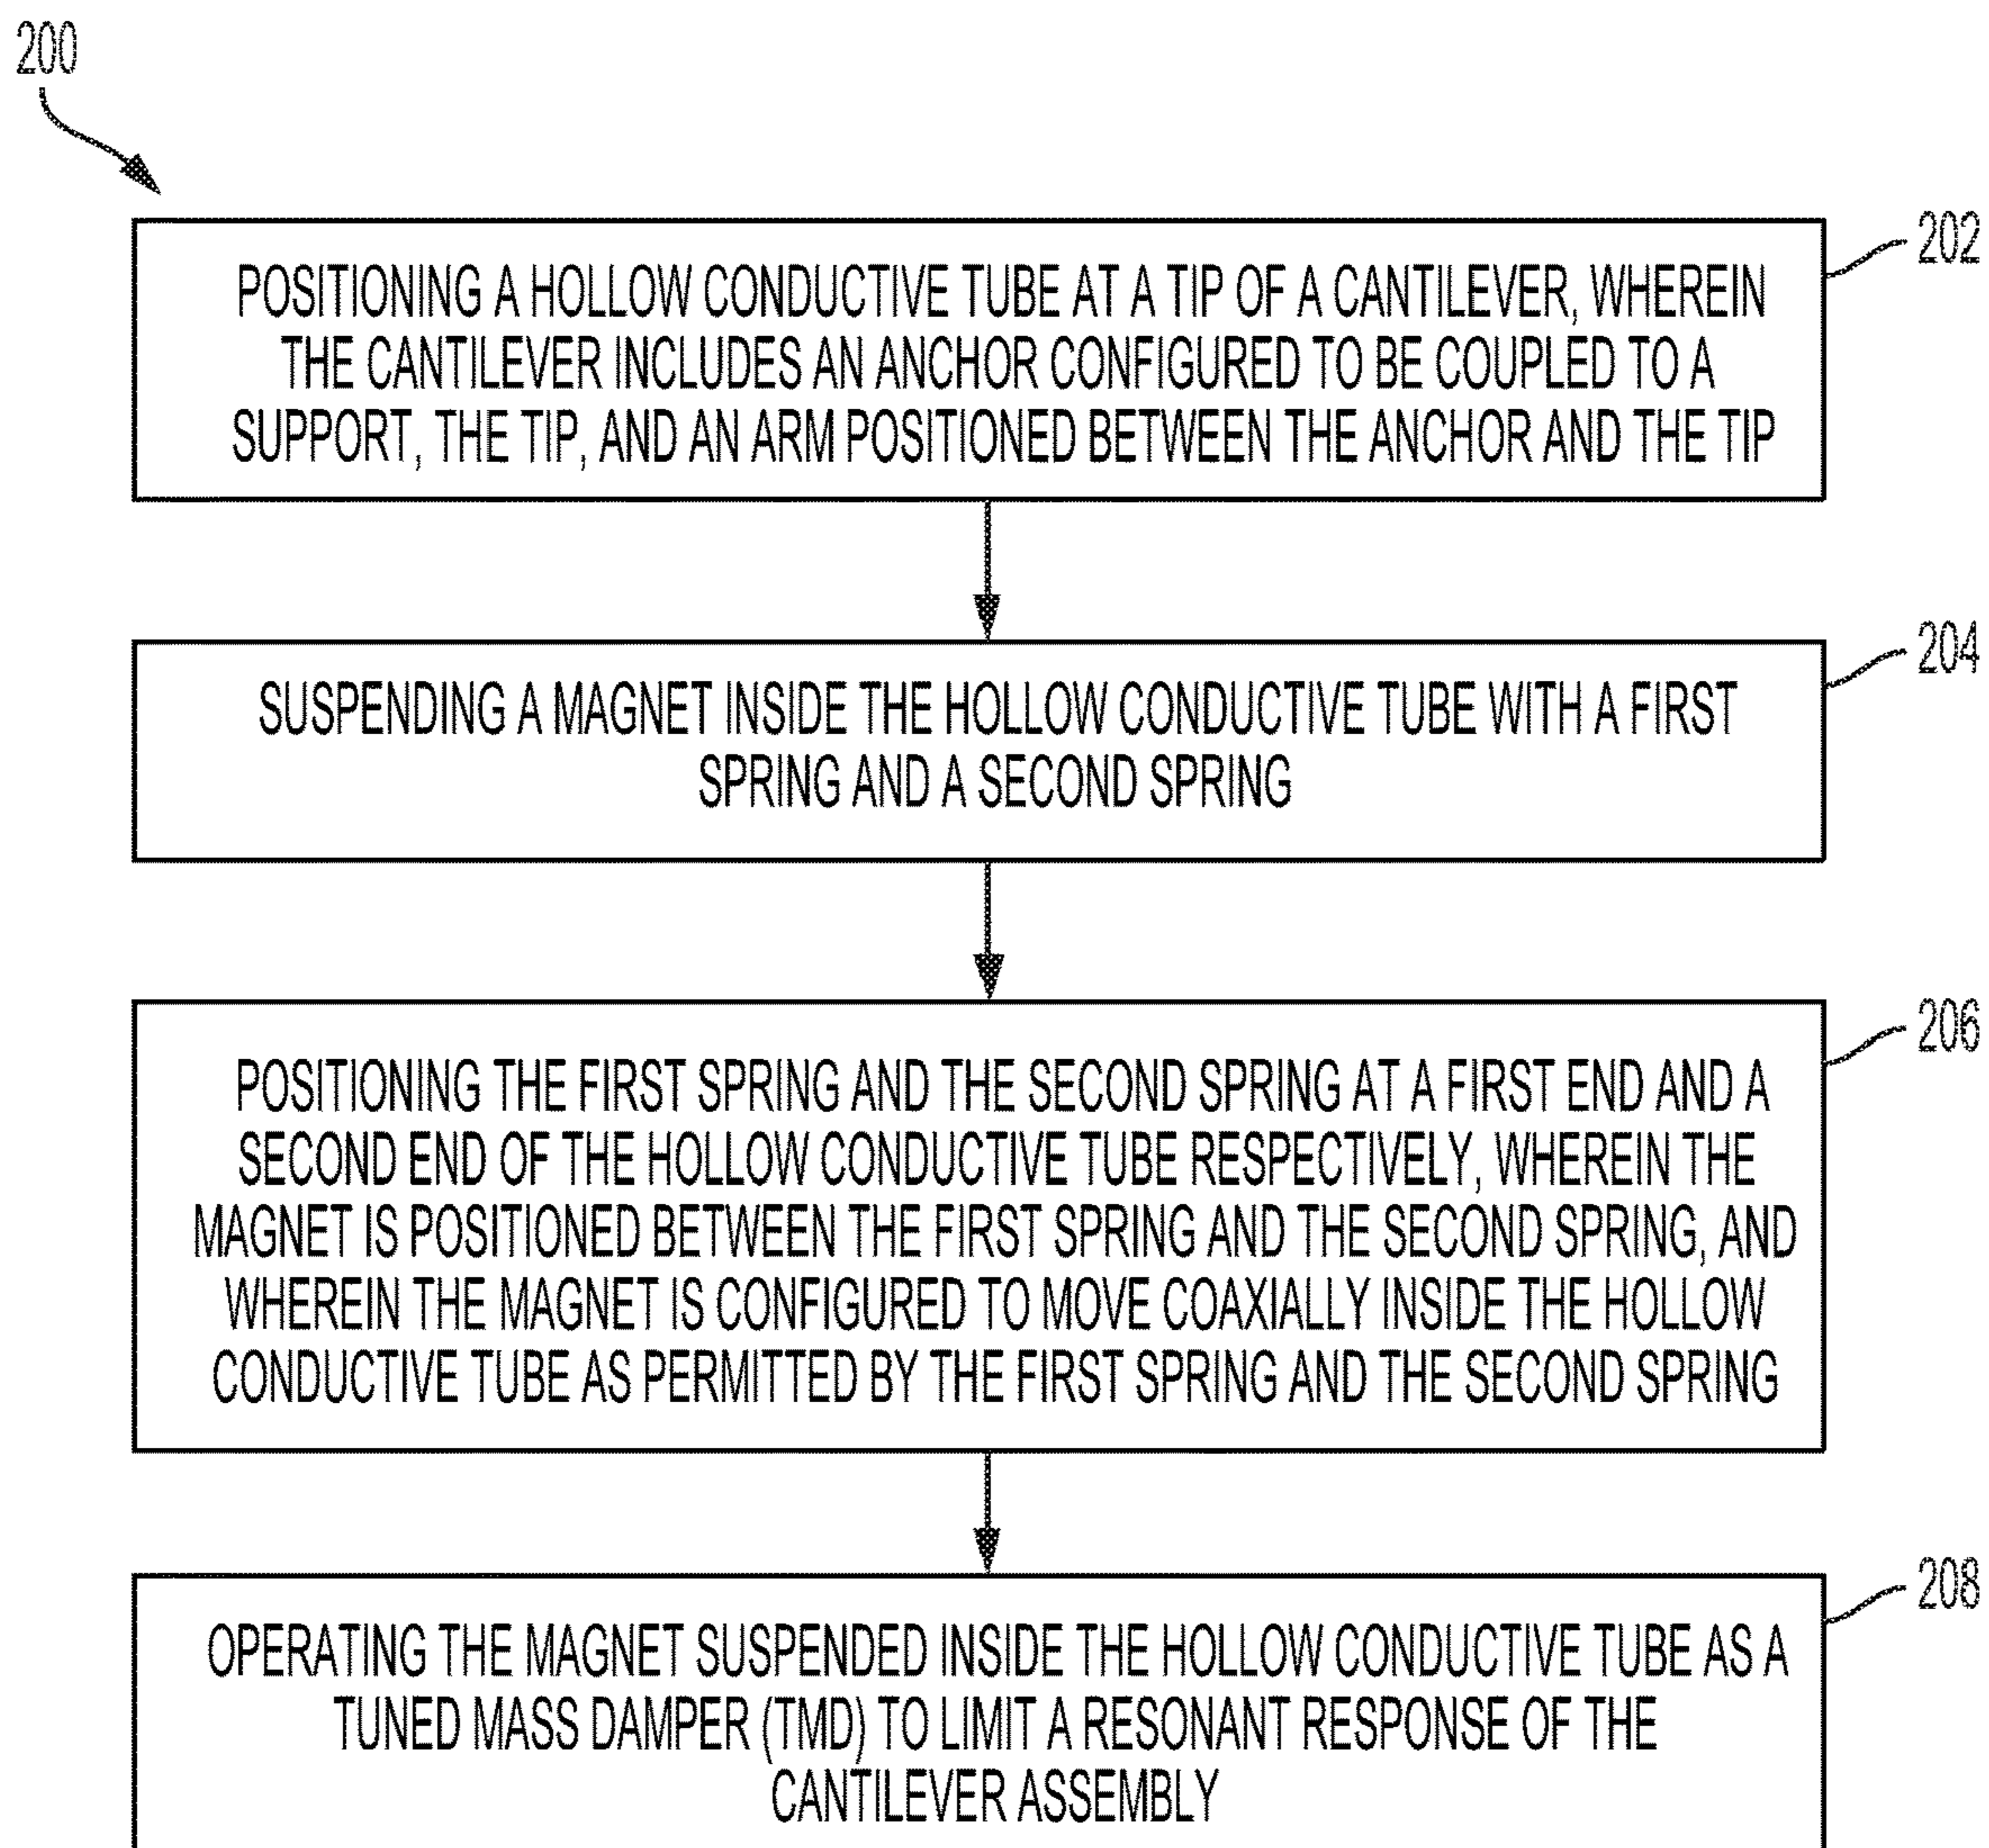 200
202
POSITIONING A HOLLOW CONDUCTIVE TUBE AT A TIP OF A CANTILEVER, WHEREIN
THE CANTILEVER INCLUDES AN ANCHOR CONFIGURED TO BE COUPLED TO A
SUPPORT, THE TIP, AND AN ARM POSITIONED BETWEEN THE ANCHOR AND THE TIP
204
SUSPENDING A MAGNET INSIDE THE HOLLOW CONDUCTIVE TUBE WITH A FIRST
SPRING AND A SECOND SPRING
206
POSITIONING THE FIRST SPRING AND THE SECOND SPRING AT A FIRST END AND A
SECOND END OF THE HOLLOW CONDUCTIVE TUBE RESPECTIVELY, WHEREIN THE
MAGNET IS POSITIONED BETWEEN THE FIRST SPRING AND THE SECOND SPRING, AND
WHEREIN THE MAGNET IS CONFIGURED TO MOVE COAXIALLY INSIDE THE HOLLOW
CONDUCTIVE TUBE AS PERMITTED BY THE FIRST SPRING AND THE SECOND SPRING
208
OPERATING THE MAGNET SUSPENDED INSIDE THE HOLLOW CONDUCTIVE TUBE AS A
TUNED MASS DAMPER (TMD) TO LIMIT A RESONANT RESPONSE OF THE
CANTILEVER ASSEMBLY